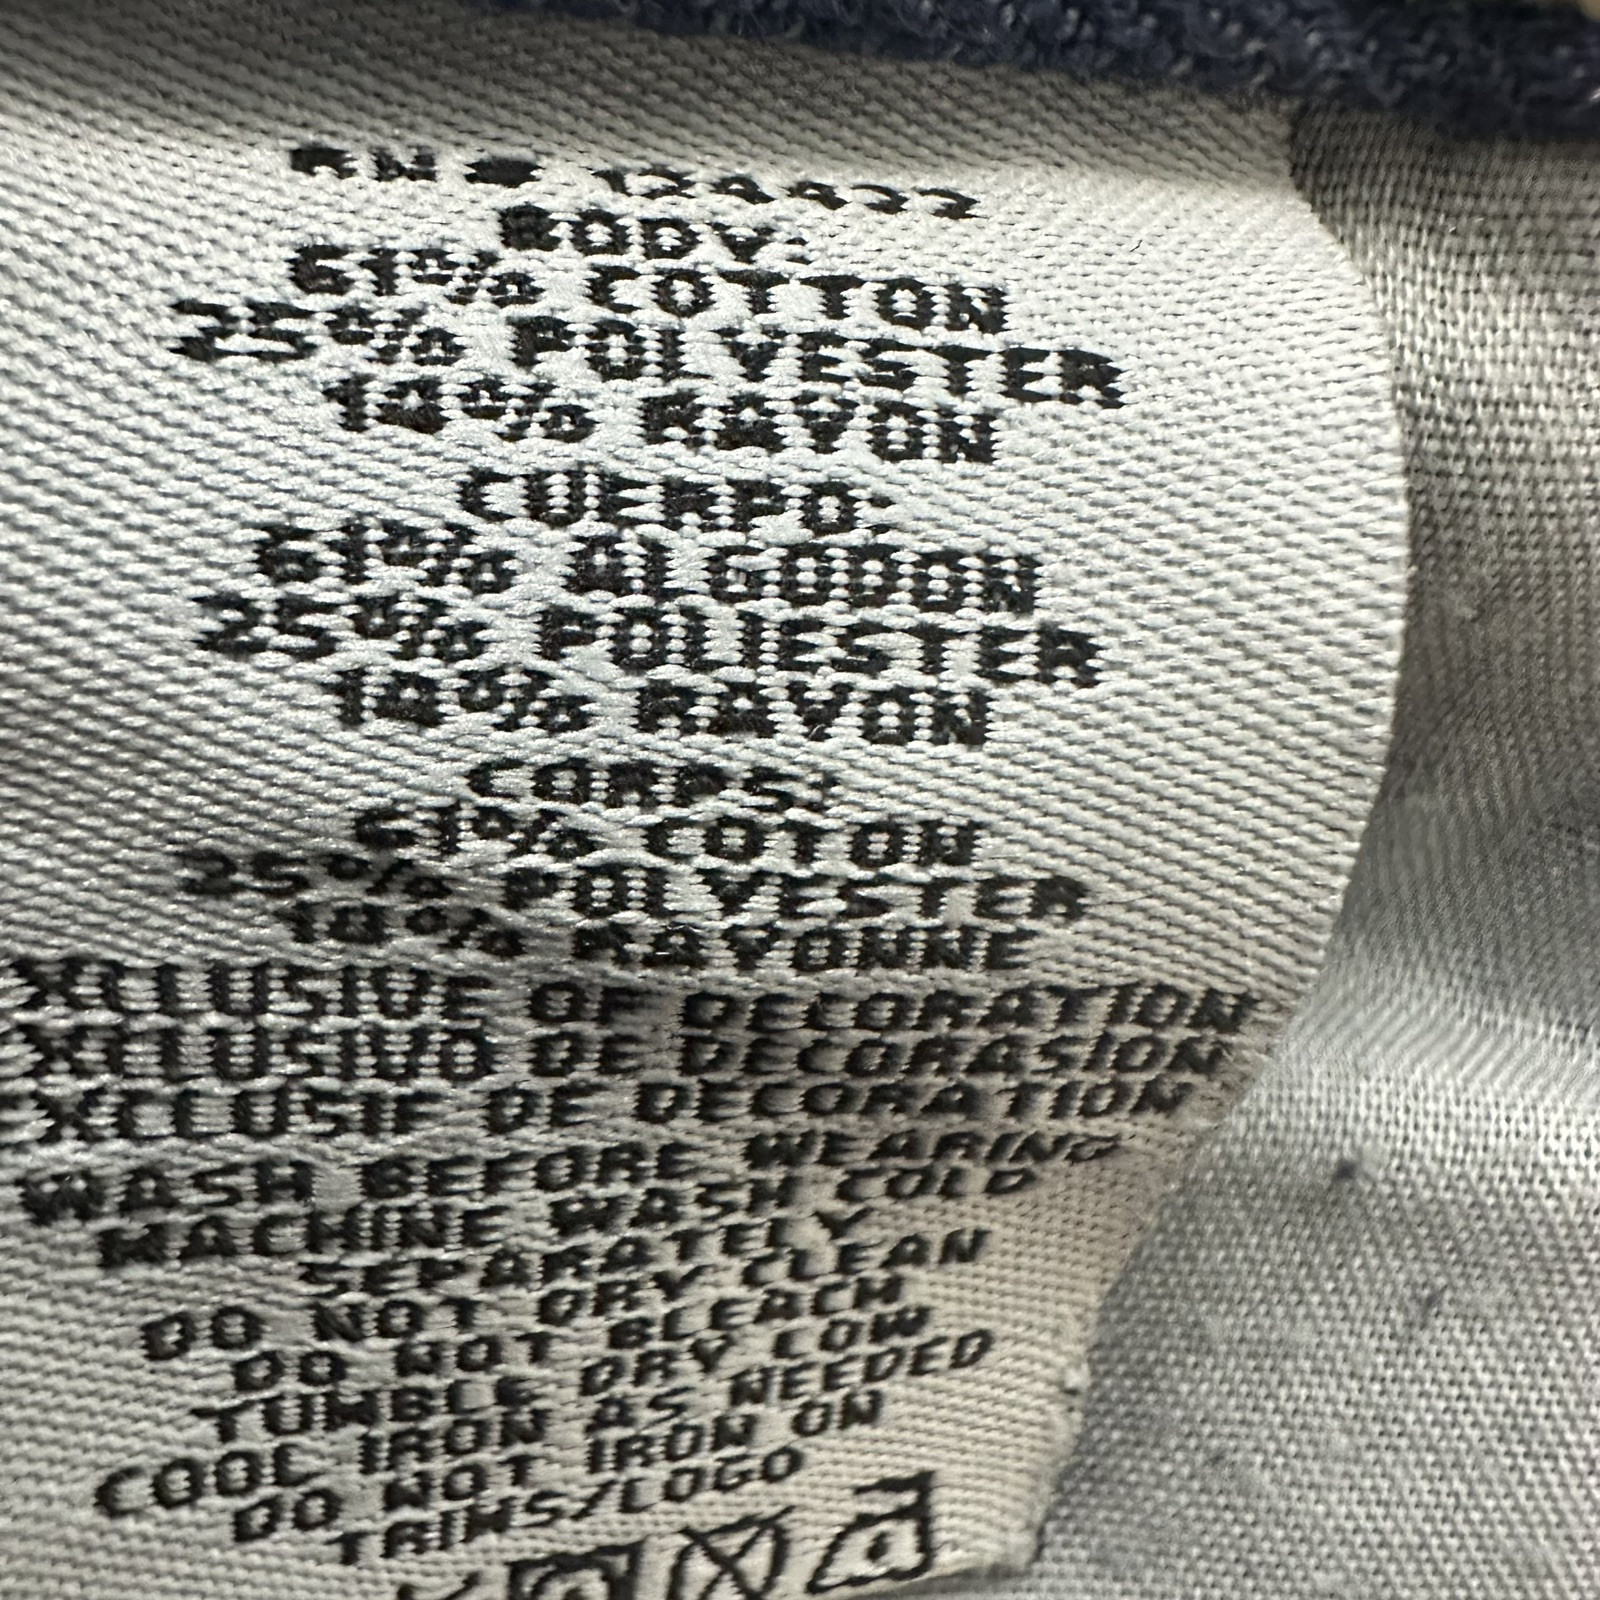 RN #
BODY:
61% COTTON
25% POLYESTER
14% RAYON
CUERPO:
61% ALGODON
25% POLIESTER
14% RAYON
CORPS:
61% COTON
25% POLYESTER
14% RAYONNE
XCLUSIVE OF DECORATION
XCLUSIVO DE DECORASION
XCLUSIF DE DECORATION
WASH BEFORE WEARING
MACHINE WASH COLD
SEPARATELY
DO NOT DRY CLEAN
DO NOT BLEACH
TUMBLE DRY LOW
COOL IRON AS NEEDED
DO NOT IRON ON
TRIMS/LOGO